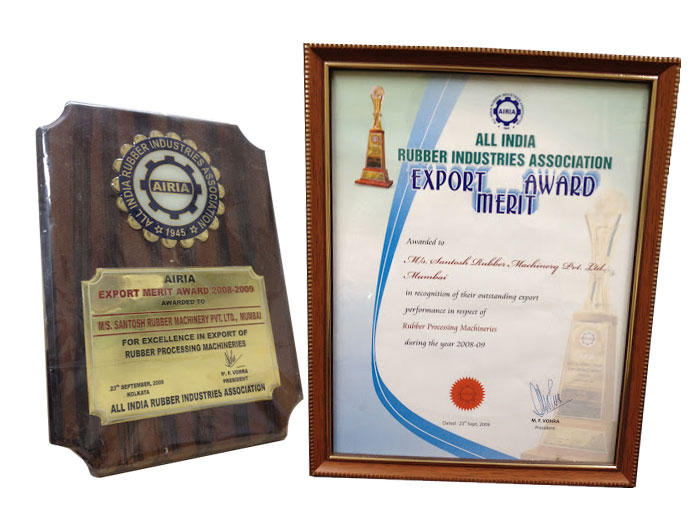 ALL INDIA RUBBER INDUSTRIES ASSOCIATION
AIRIA
1945
AIRIA
EXPORT MERIT AWARD 2008-2009
AWARDED TO
M/S. SANTOSH RUBBER MACHINERY PVT. LTD., MUMBAI
FOR EXCELLENCE IN EXPORT OF
RUBBER PROCESSING MACHINERIES
23RD SEPTEMBER, 2009
KOLKATA
M. F. VOHRA
PRESIDENT
ALL INDIA RUBBER INDUSTRIES ASSOCIATION
AIRIA
ALL INDIA
RUBBER INDUSTRIES ASSOCIATION
EXPORT AWARD
MERIT
Awarded to
M/s. Santosh Rubber Machinery Pvt. Ltd.,
Mumbai
in recognition of their outstanding export
performance in respect of
Rubber Processing Machineries
during the year 2008-09
Dated : 23rd Sept, 2009
M. F. VOHRA
President